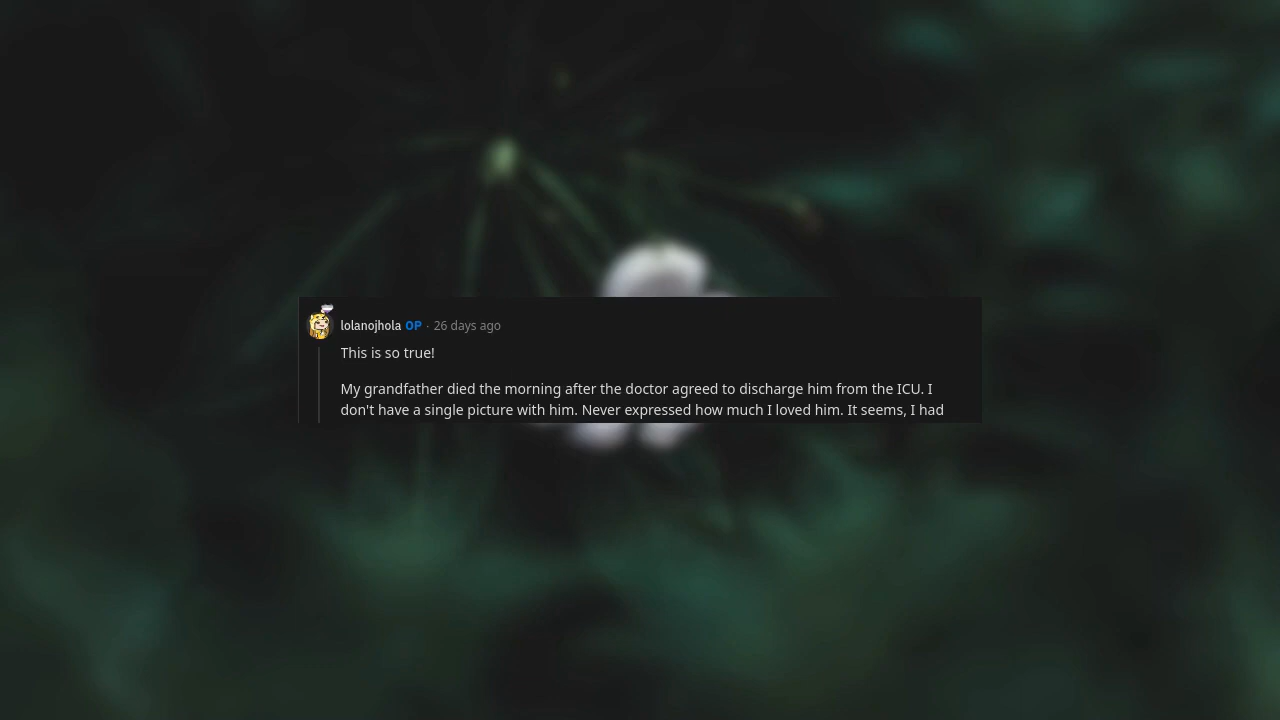 lolanojhola OP · 26 days ago
This is so true!
My grandfather died the morning after the doctor agreed to discharge him from the ICU. I
don't have a single picture with him. Never expressed how much I loved him. It seems, I had